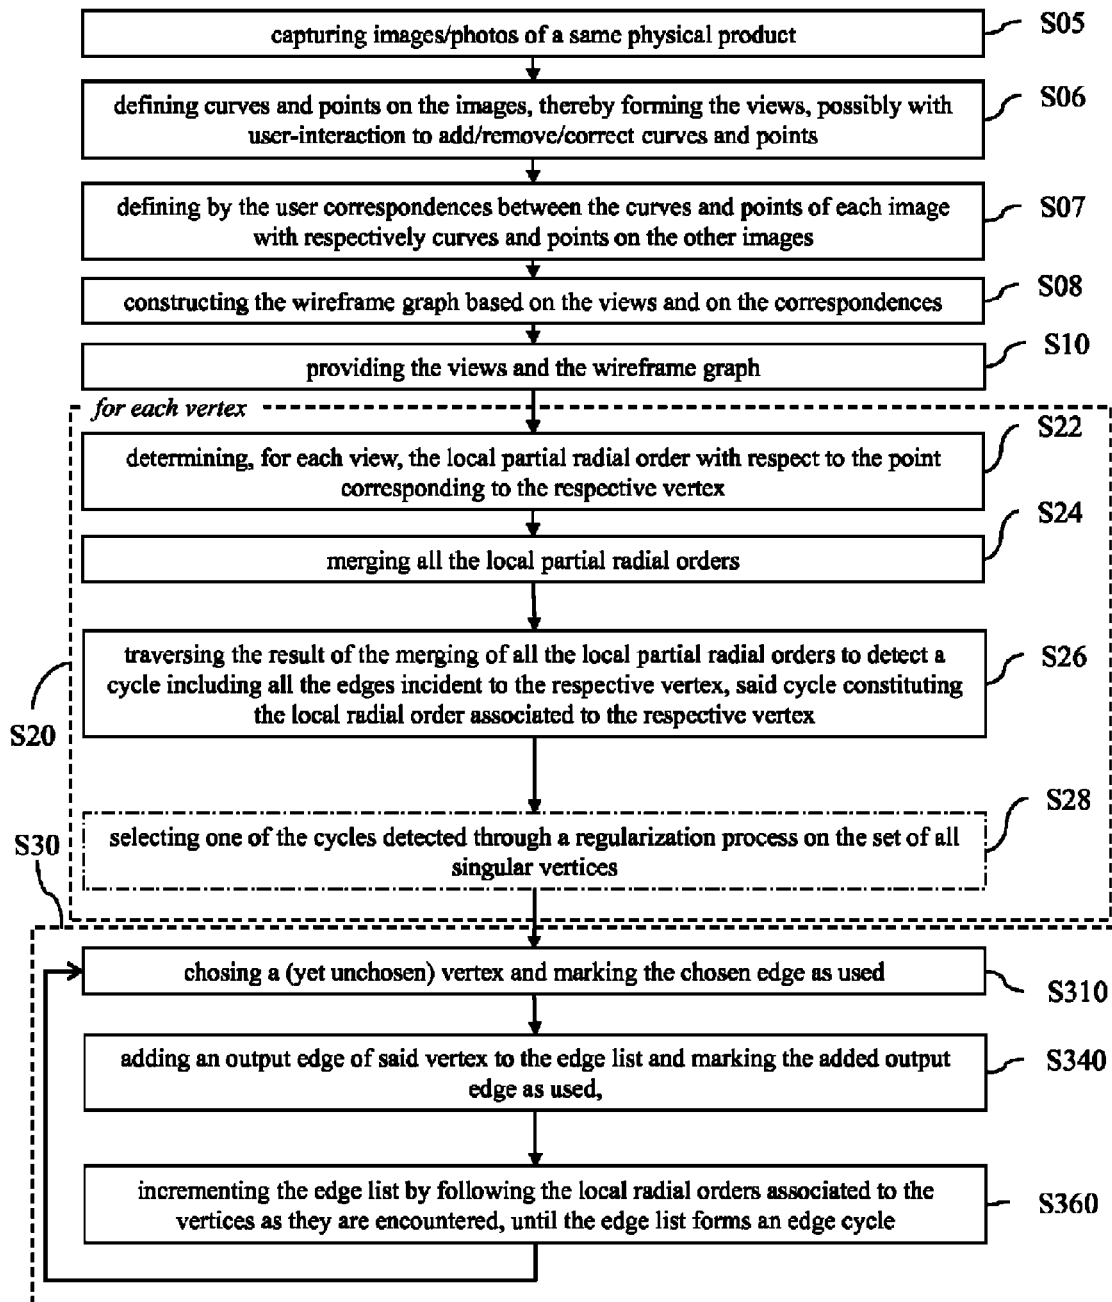 capturing images/photos of a same physical product
S05
defining curves and points on the images, thereby forming the views, possibly with
user-interaction to add/remove/correct curves and points
S06
defining by the user correspondences between the curves and points of each image
with respectively curves and points on the other images
S07
constructing the wireframe graph based on the views and on the correspondences
S08
providing the views and the wireframe graph
S10
for each vertex
determining, for each view, the local partial radial order with respect to the point
corresponding to the respective vertex
S22
merging all the local partial radial orders
S24
traversing the result of the merging of all the local partial radial orders to detect a
cycle including all the edges incident to the respective vertex, said cycle constituting
the local radial order associated to the respective vertex
S26
S20
selecting one of the cycles detected through a regularization process on the set of all
singular vertices
S28
S30
chosing a (yet unchosen) vertex and marking the chosen edge as used
S310
adding an output edge of said vertex to the edge list and marking the added output
edge as used,
S340
incrementing the edge list by following the local radial orders associated to the
vertices as they are encountered, until the edge list forms an edge cycle
S360